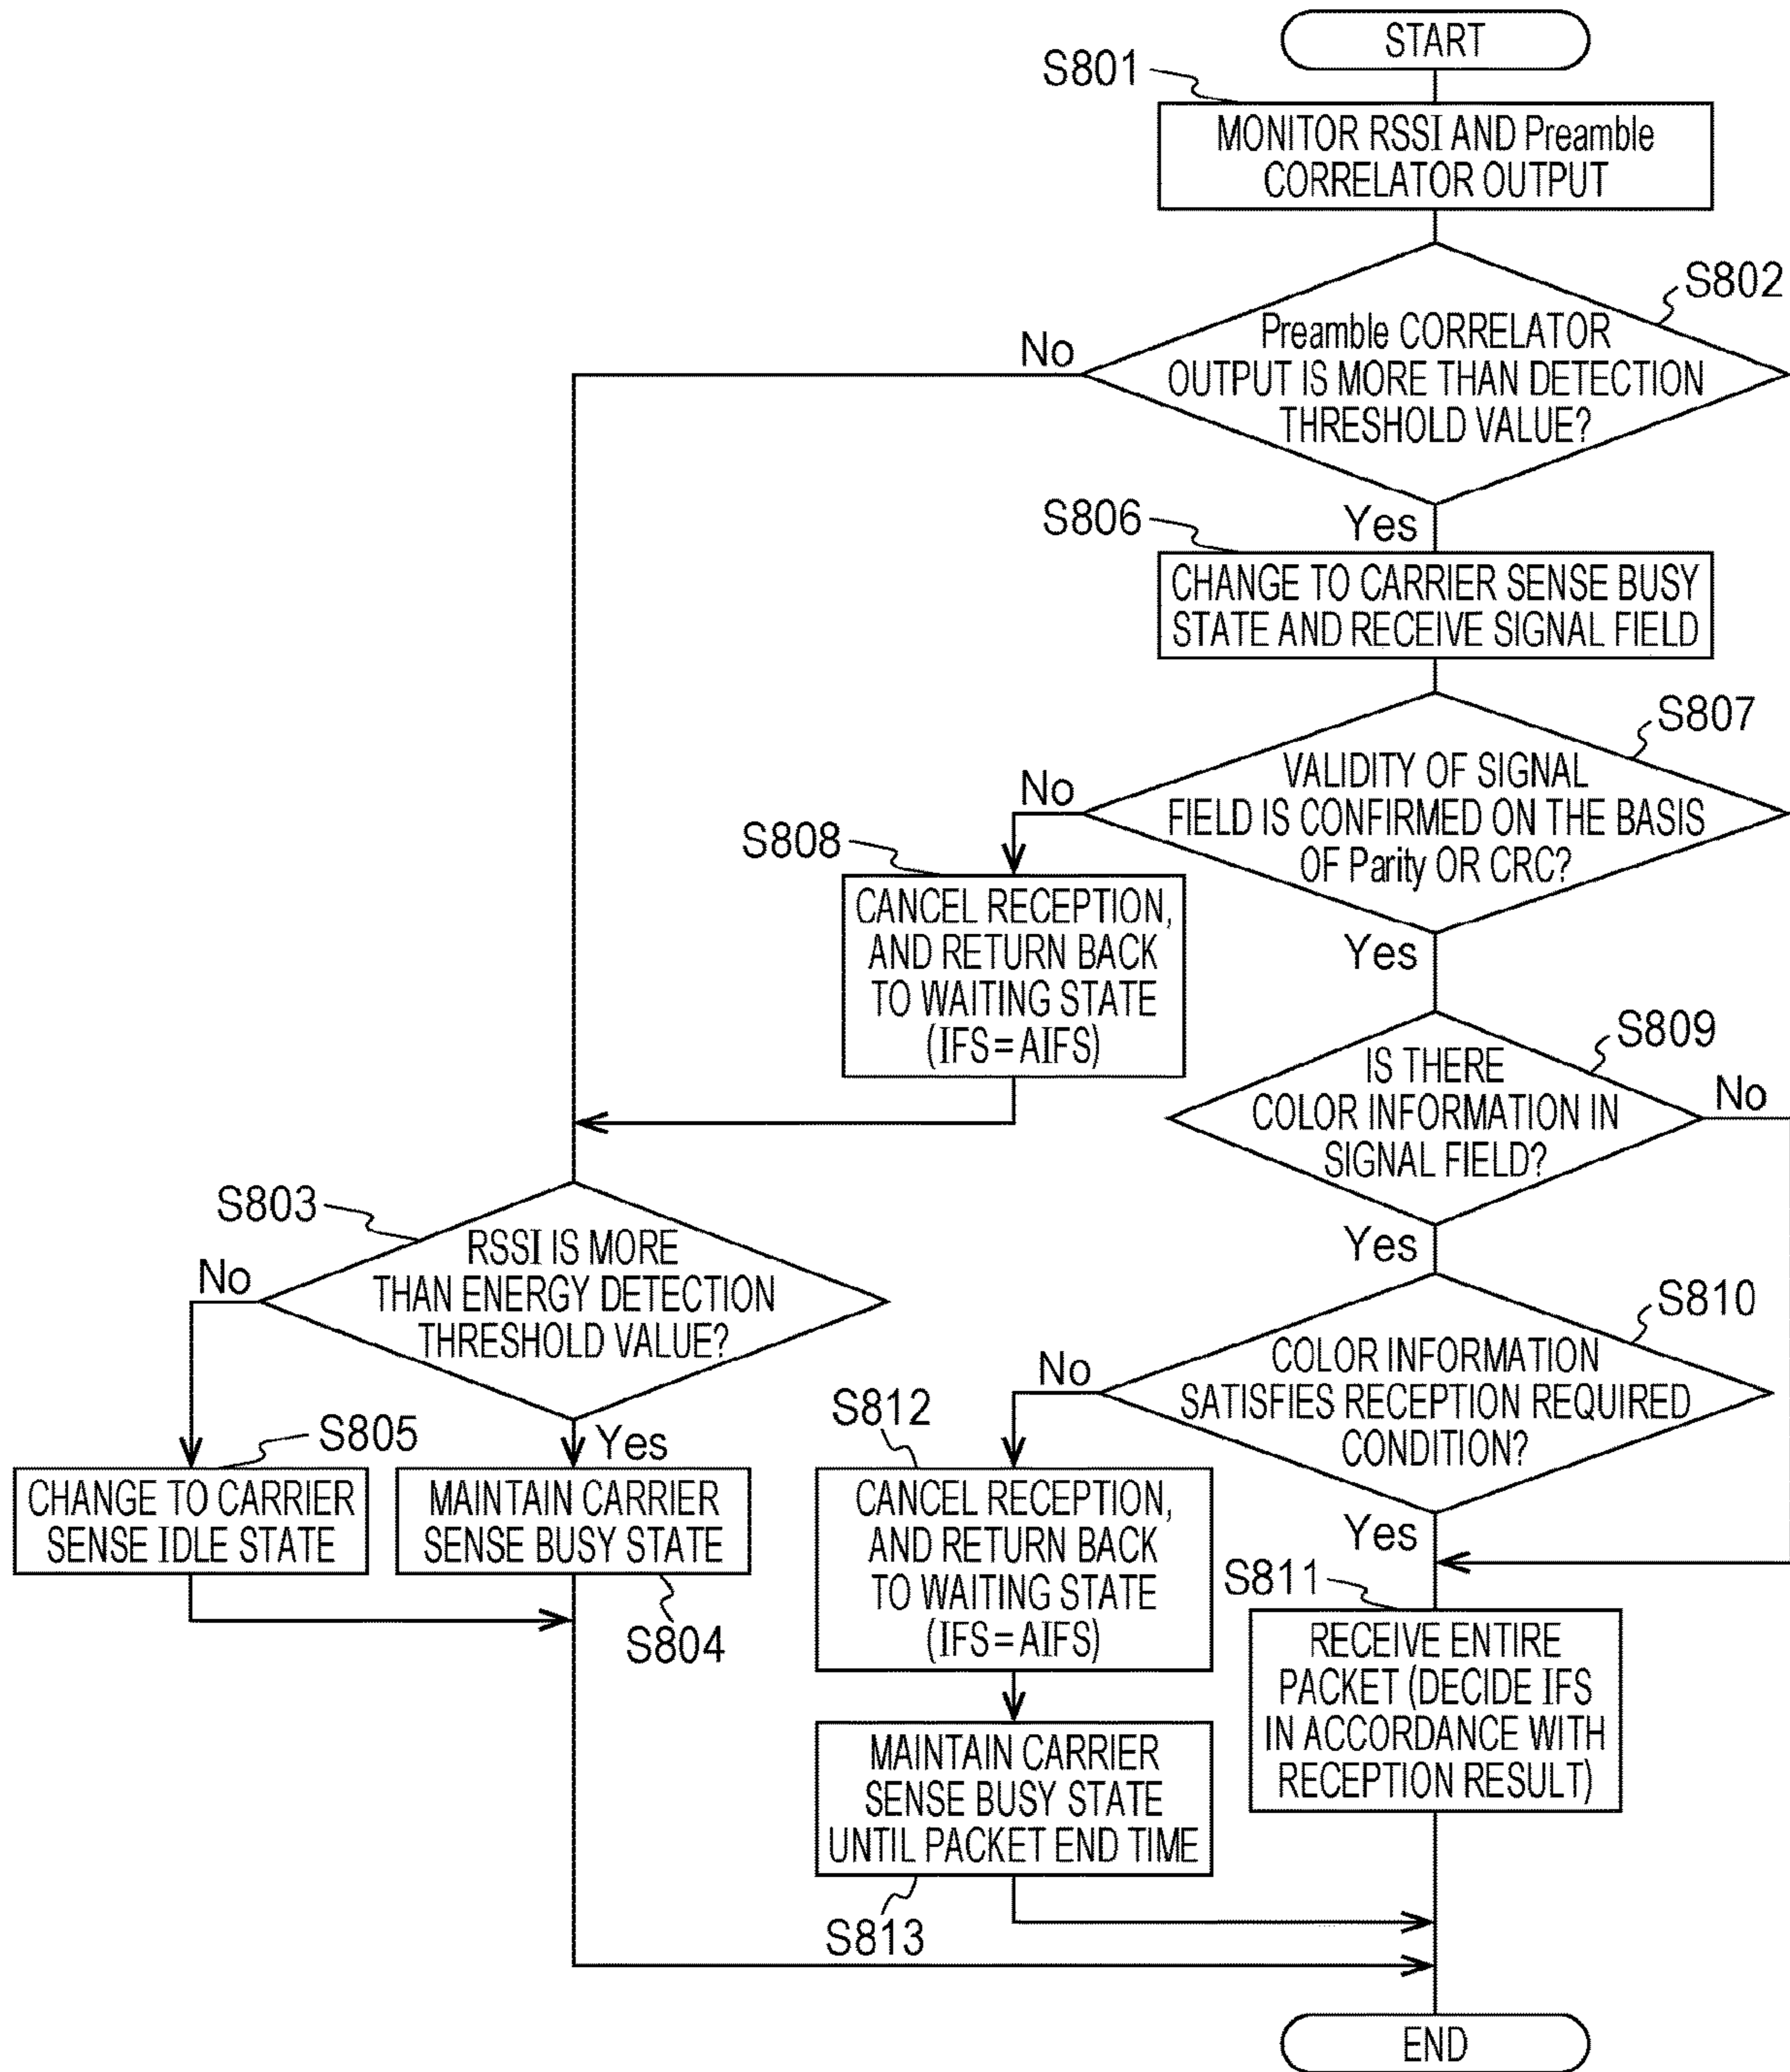 START
S801
MONITOR RSSI AND Preamble
CORRELATOR OUTPUT
S802
Preamble CORRELATOR
OUTPUT IS MORE THAN DETECTION
THRESHOLD VALUE?
No
Yes
S806
CHANGE TO CARRIER SENSE BUSY
STATE AND RECEIVE SIGNAL FIELD
S807
VALIDITY OF SIGNAL
FIELD IS CONFIRMED ON THE BASIS
OF Parity OR CRC?
No
Yes
S808
CANCEL RECEPTION,
AND RETURN BACK
TO WAITING STATE
(IFS=AIFS)
S809
IS THERE
COLOR INFORMATION IN
SIGNAL FIELD?
No
Yes
S803
RSSI IS MORE
THAN ENERGY DETECTION
THRESHOLD VALUE?
No
Yes
S810
COLOR INFORMATION
SATISFIES RECEPTION REQUIRED
CONDITION?
No
Yes
S805
CHANGE TO CARRIER
SENSE IDLE STATE
MAINTAIN CARRIER
SENSE BUSY STATE
S804
S812
CANCEL RECEPTION,
AND RETURN BACK
TO WAITING STATE
(IFS=AIFS)
S811
RECEIVE ENTIRE
PACKET (DECIDE IFS
IN ACCORDANCE WITH
RECEPTION RESULT)
MAINTAIN CARRIER
SENSE BUSY STATE
UNTIL PACKET END TIME
S813
END